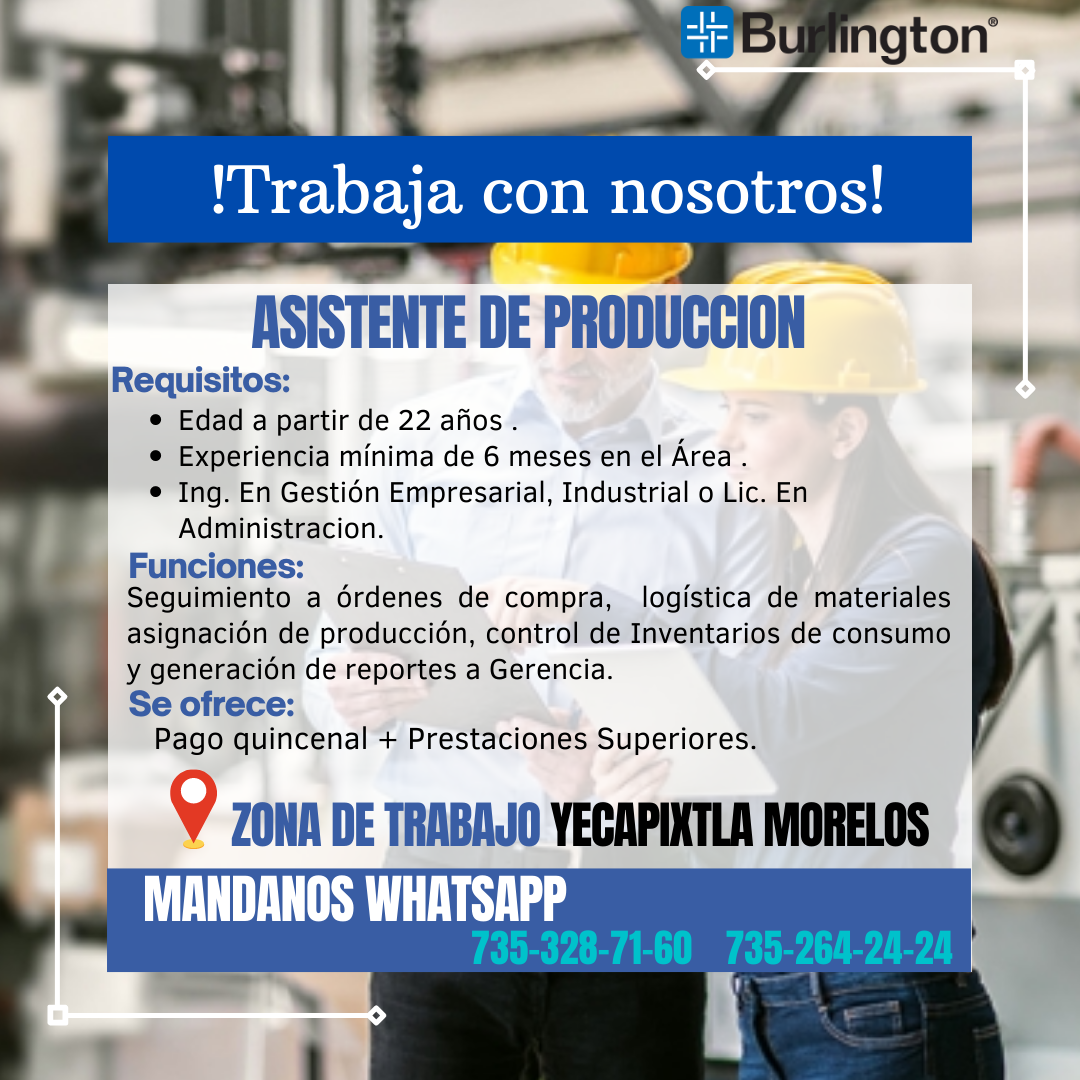 Burlington®
!Trabaja con nosotros!
ASISTENTE DE PRODUCCION
Requisitos:
• Edad a partir de 22 años .
• Experiencia mínima de 6 meses en el Área .
• Ing. En Gestión Empresarial, Industrial o Lic. En
Administracion.
Funciones:
Seguimiento a órdenes de compra, logística de materiales
asignación de producción, control de Inventarios de consumo
y generación de reportes a Gerencia.
Se ofrece:
Pago quincenal + Prestaciones Superiores.
ZONA DE TRABAJO YECAPIXTLA MORELOS
MANDANOS WHATSAPP
735-328-71-60 735-264-24-24